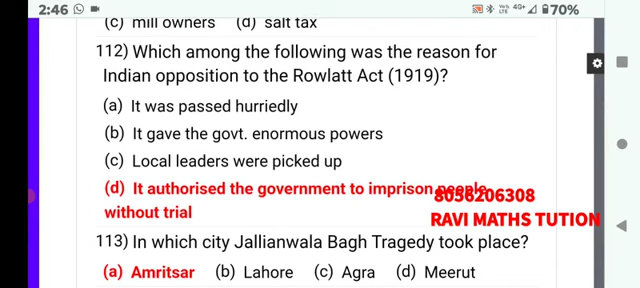 2:46 4G+ 70%
(c) mill owners (d) salt tax
112) Which among the following was the reason for
Indian opposition to the Rowlatt Act (1919)?
(a) It was passed hurriedly
(b) It gave the govt. enormous powers
(c) Local leaders were picked up
(d) It authorised the government to imprison people
8056206308
without trial
RAVI MATHS TUTION
113) In which city Jallianwala Bagh Tragedy took place?
(a) Amritsar (b) Lahore (c) Agra (d) Meerut